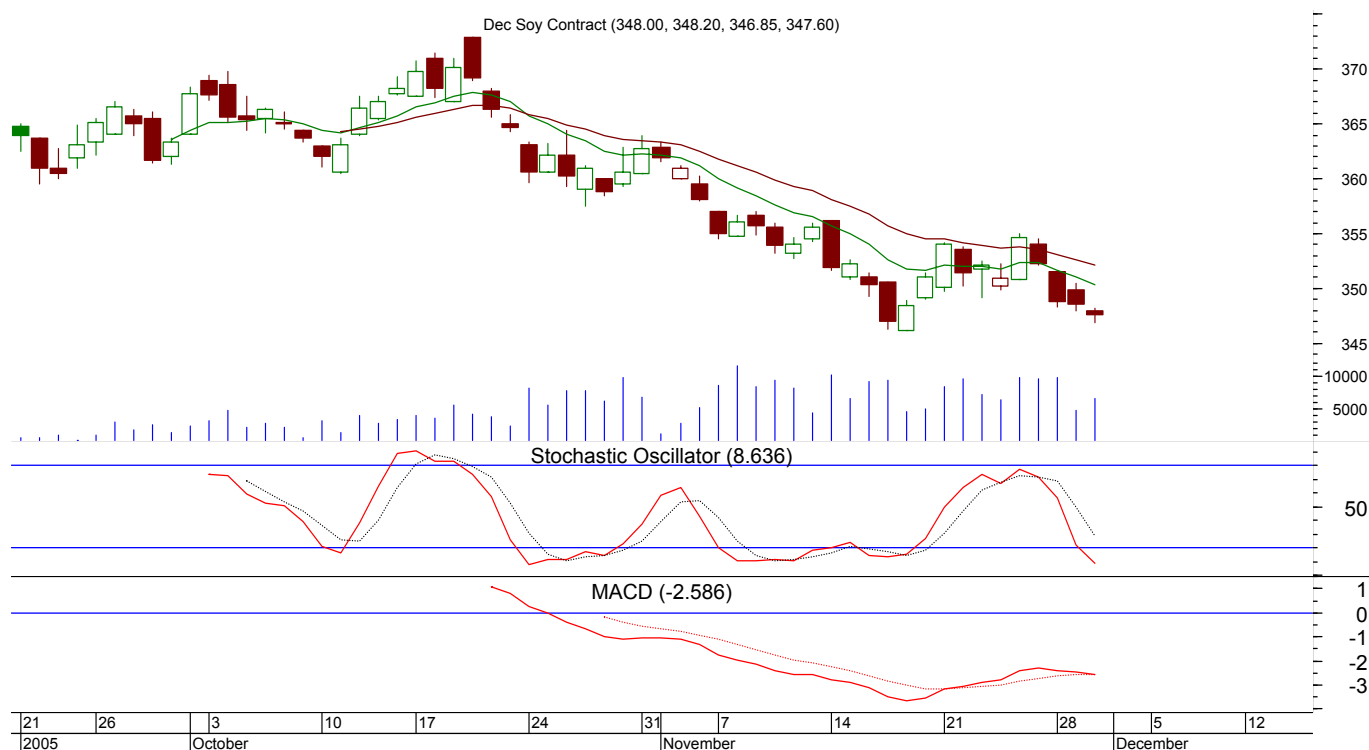 Dec Soy Contract (348.00, 348.20, 346.85, 347.60)
370
365
360
355
350
345
10000
5000
Stochastic Oscillator (8.636)
50
MACD (-2.586)
1
0
-1
-2
-3
21 26 3 10 17 24 31 7 14 21 28 5 12
2005 October November December